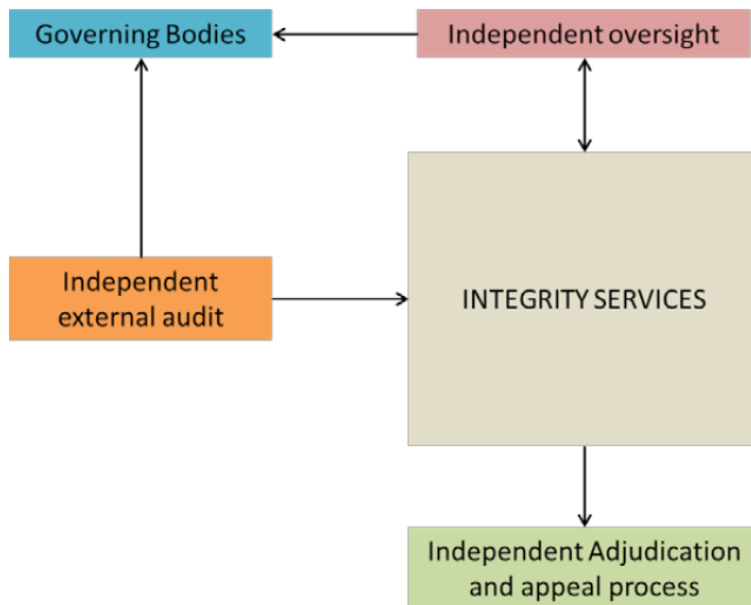 Governing Bodies
Independent oversight
Independent
external audit
INTEGRITY SERVICES
Independent Adjudication
and appeal process